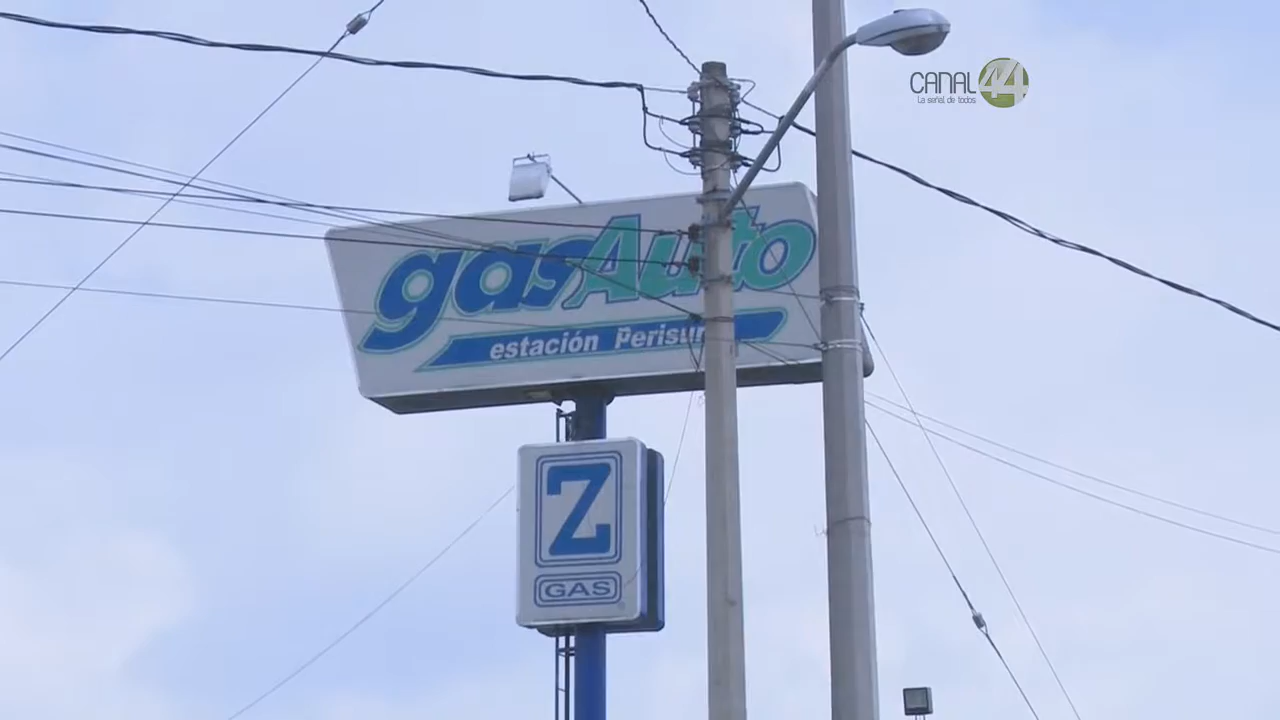 CANAL 44
La señal de todos
gasAuto
estación Perisur
Z
GAS